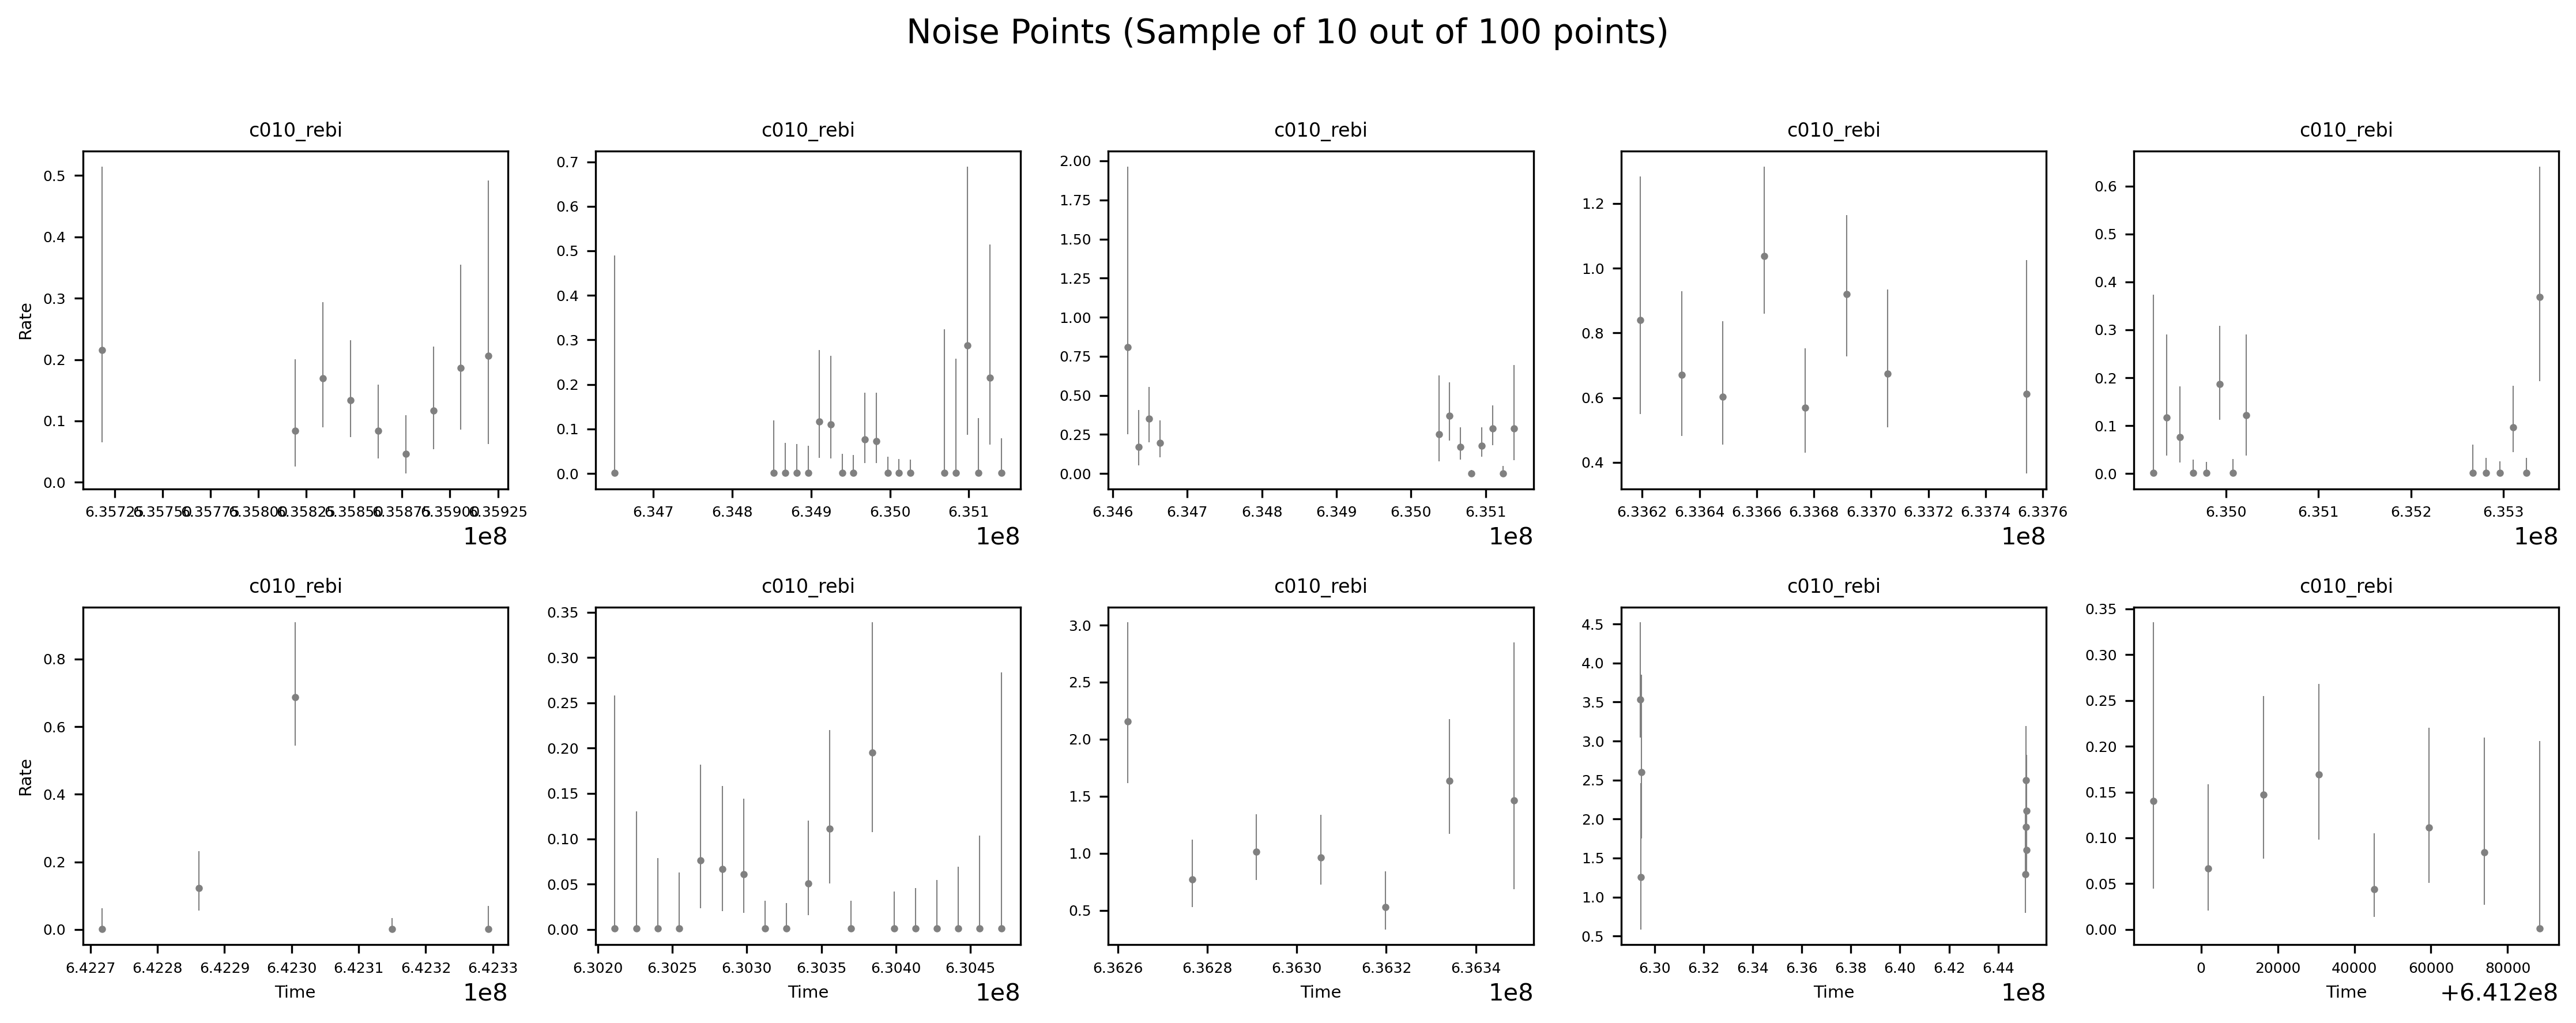 Noise Points (Sample of 10 out of 100 points)
c010_rebi c010_rebi c010_rebi c010_rebi c010_rebi
0.5 0.4 0.3 0.2 0.1 0.0
Rate
6.35725 6.35750 6.35775 6.35800 6.35825 6.35850 6.35875 6.35900 6.35925
1e8
0.7 0.6 0.5 0.4 0.3 0.2 0.1 0.0
6.347 6.348 6.349 6.350 6.351
1e8
2.00 1.75 1.50 1.25 1.00 0.75 0.50 0.25 0.00
6.346 6.347 6.348 6.349 6.350 6.351
1e8
1.2 1.0 0.8 0.6 0.4
6.3362 6.3364 6.3366 6.3368 6.3370 6.3372 6.3374 6.3376
1e8
0.6 0.5 0.4 0.3 0.2 0.1 0.0
6.350 6.351 6.352 6.353
1e8
c010_rebi c010_rebi c010_rebi c010_rebi c010_rebi
0.8 0.6 0.4 0.2 0.0
Rate
6.4227 6.4228 6.4229 6.4230 6.4231 6.4232 6.4233
Time
1e8
0.35 0.30 0.25 0.20 0.15 0.10 0.05 0.00
6.3020 6.3025 6.3030 6.3035 6.3040 6.3045
Time
1e8
3.0 2.5 2.0 1.5 1.0 0.5
6.3626 6.3628 6.3630 6.3632 6.3634
Time
1e8
4.5 4.0 3.5 3.0 2.5 2.0 1.5 1.0 0.5
6.30 6.32 6.34 6.36 6.38 6.40 6.42 6.44
Time
1e8
0.35 0.30 0.25 0.20 0.15 0.10 0.05 0.00
0 20000 40000 60000 80000
Time
+6.412e8